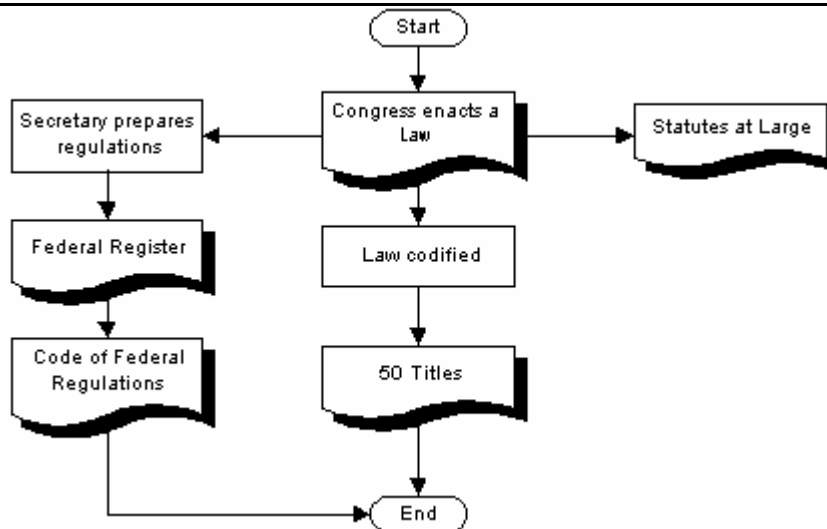 Start
Congress enacts a
Law
Secretary prepares
regulations
Statutes at Large
Federal Register
Law codified
Code of Federal
Regulations
50 Titles
End